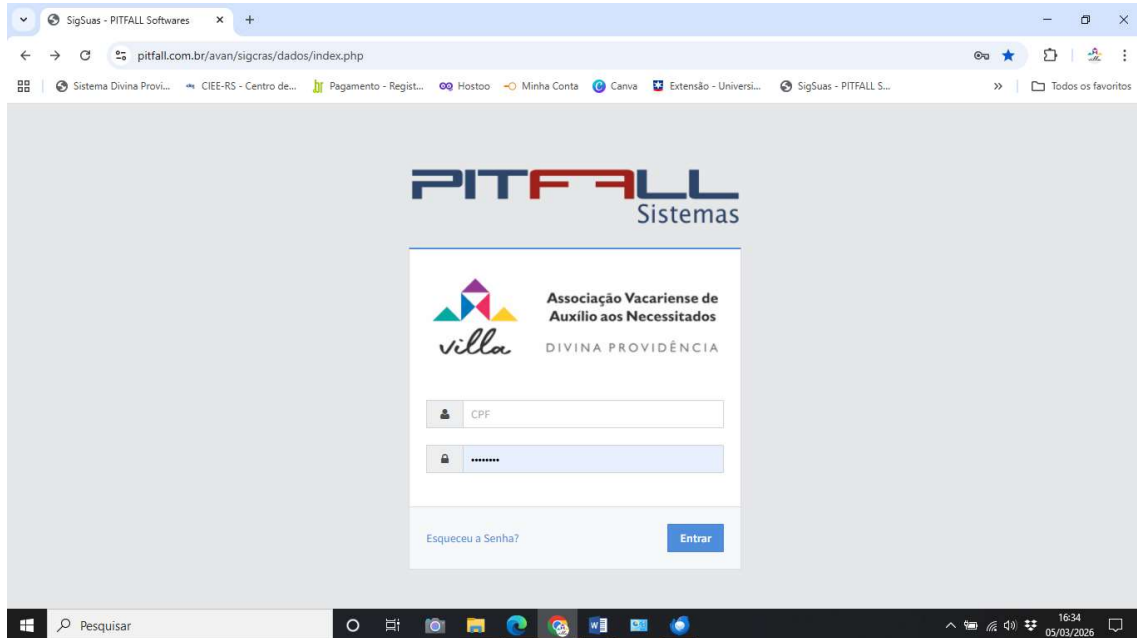 SigSuas - PITFALL Softwares
pitfall.com.br/avan/sigcras/dados/index.php
Sistema Divina Provi... CIEE-RS - Centro de... Pagamento - Regist... Hostoo Minha Conta Canva Extensão - Universi... SigSuas - PITFALL S... » Todos os favoritos
PITFALL
Sistemas
Associação Vacariense de
Auxílio aos Necessitados
villa
DIVINA PROVIDÊNCIA
CPF
••••••••
Esqueceu a Senha? Entrar
Pesquisar
16:34
05/03/2026